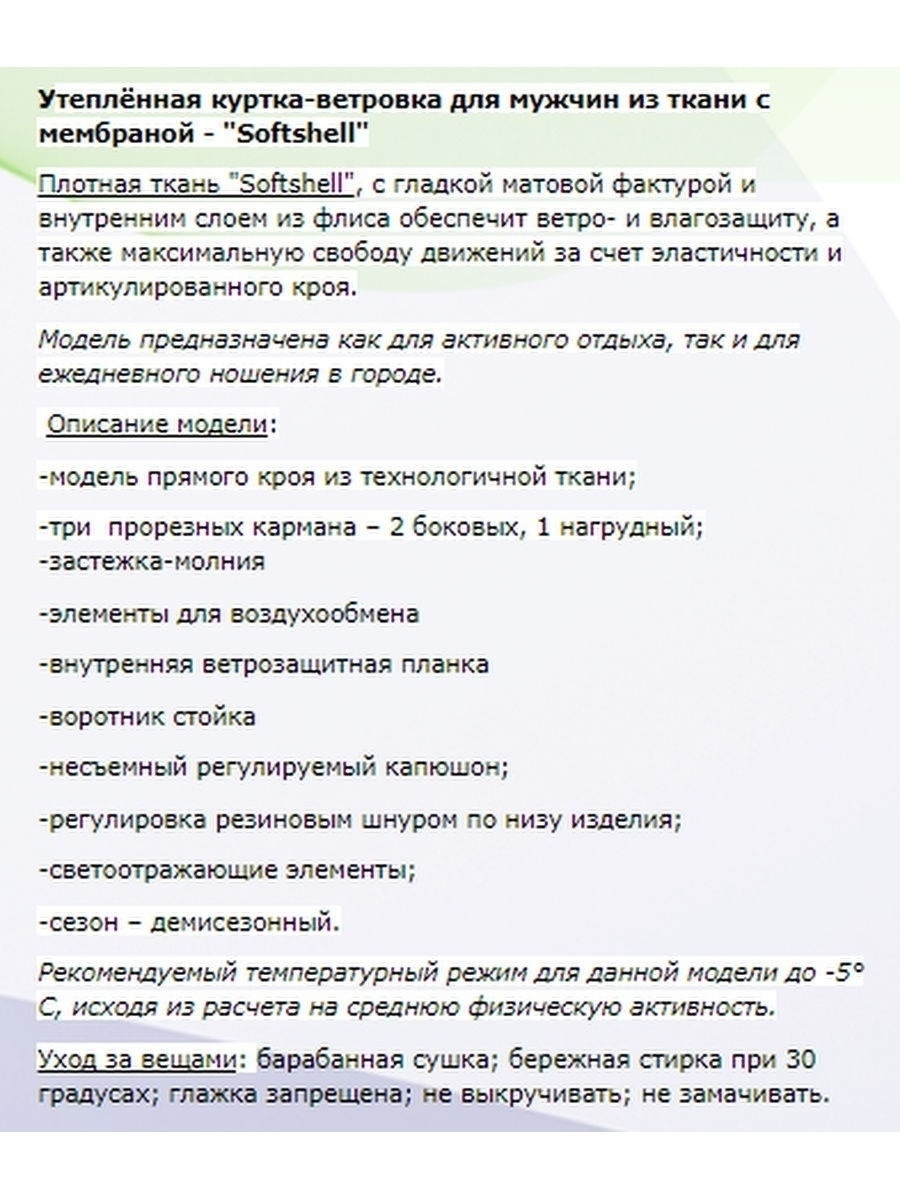 Утеплённая куртка-ветровка для мужчин из ткани с
мембраной - "Softshell"
Плотная ткань "Softshell", с гладкой матовой фактурой и
внутренним слоем из флиса обеспечит ветро- и влагозащиту, а
также максимальную свободу движений за счет эластичности и
артикулированного кроя.
Модель предназначена как для активного отдыха, так и для
ежедневного ношения в городе.
Описание модели:
-модель прямого кроя из технологичной ткани;
-три  прорезных кармана – 2 боковых, 1 нагрудный;
-застежка-молния
-элементы для воздухообмена
-внутренняя ветрозащитная планка
-воротник стойка
-несъемный регулируемый капюшон;
-регулировка резиновым шнуром по низу изделия;
-светоотражающие элементы;
-сезон – демисезонный.
Рекомендуемый температурный режим для данной модели до -5°
С, исходя из расчета на среднюю физическую активность.
Уход за вещами: барабанная сушка; бережная стирка при 30
градусах; глажка запрещена; не выкручивать; не замачивать.